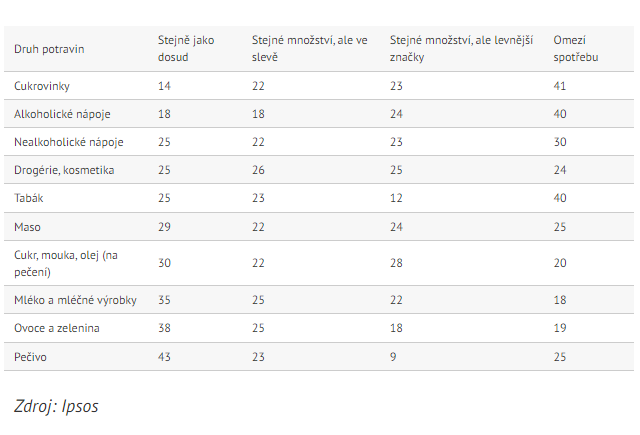 Druh potravin Stejně jako dosud Stejné množství, ale ve slevě Stejné množství, ale levnější značky Omezí spotřebu
Cukrovinky 14 22 23 41
Alkoholické nápoje 18 18 24 40
Nealkoholické nápoje 25 22 23 30
Drogérie, kosmetika 25 26 25 24
Tabák 25 23 12 40
Maso 29 22 24 25
Cukr, mouka, olej (na pečení) 30 22 28 20
Mléko a mléčné výrobky 35 25 22 18
Ovoce a zelenina 38 25 18 19
Pečivo 43 23 9 25
Zdroj: Ipsos